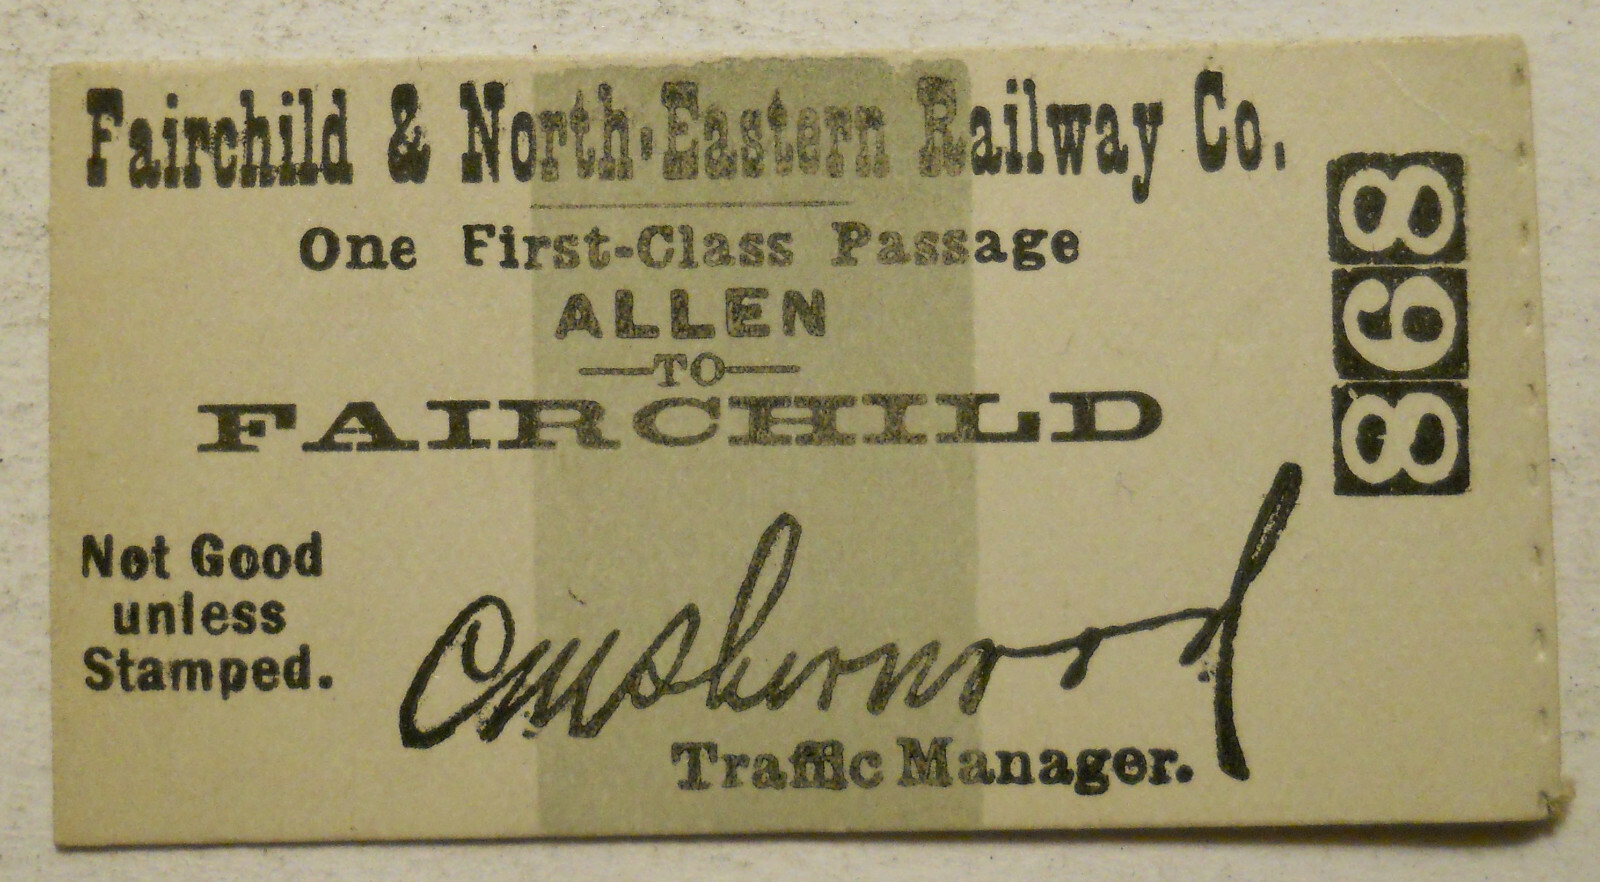 Fairchild & North-Eastern Railway Co.
One First-Class Passage
ALLEN
—TO—
FAIRCHILD
Not Good
unless
Stamped.
Traffic Manager.
868